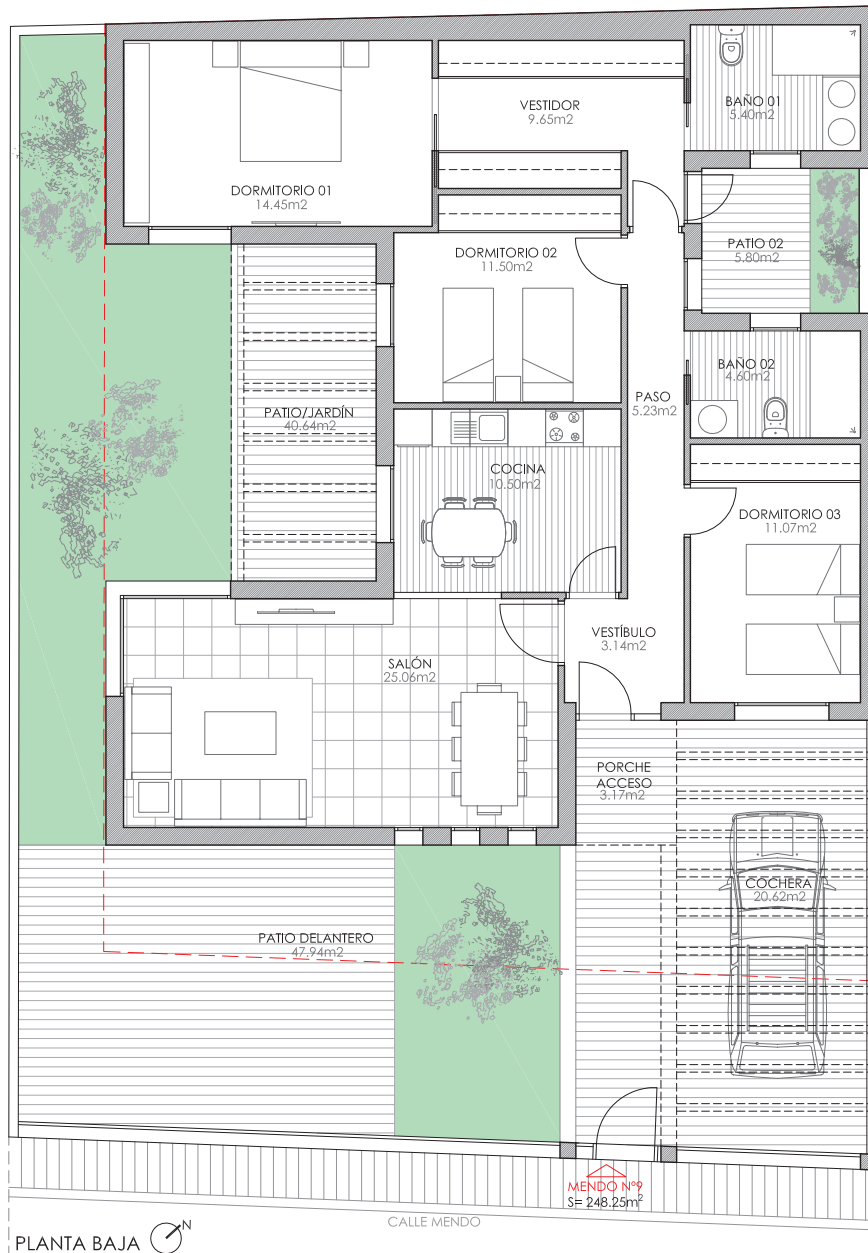 VESTIDOR
9.65m2
BAÑO 01
5.40m2
DORMITORIO 01
14.45m2
DORMITORIO 02
11.50m2
PATIO 02
5.80m2
BAÑO 02
4.60m2
PASO
5.23m2
PATIO/JARDÍN
40.64m2
COCINA
10.50m2
DORMITORIO 03
11.07m2
VESTÍBULO
3.14m2
SALÓN
25.06m2
PORCHE
ACCESO
3.17m2
COCHERA
20.62m2
PATIO DELANTERO
47.94m2
MENDO Nº9
S= 248.25m²
CALLE MENDO
PLANTA BAJA
N